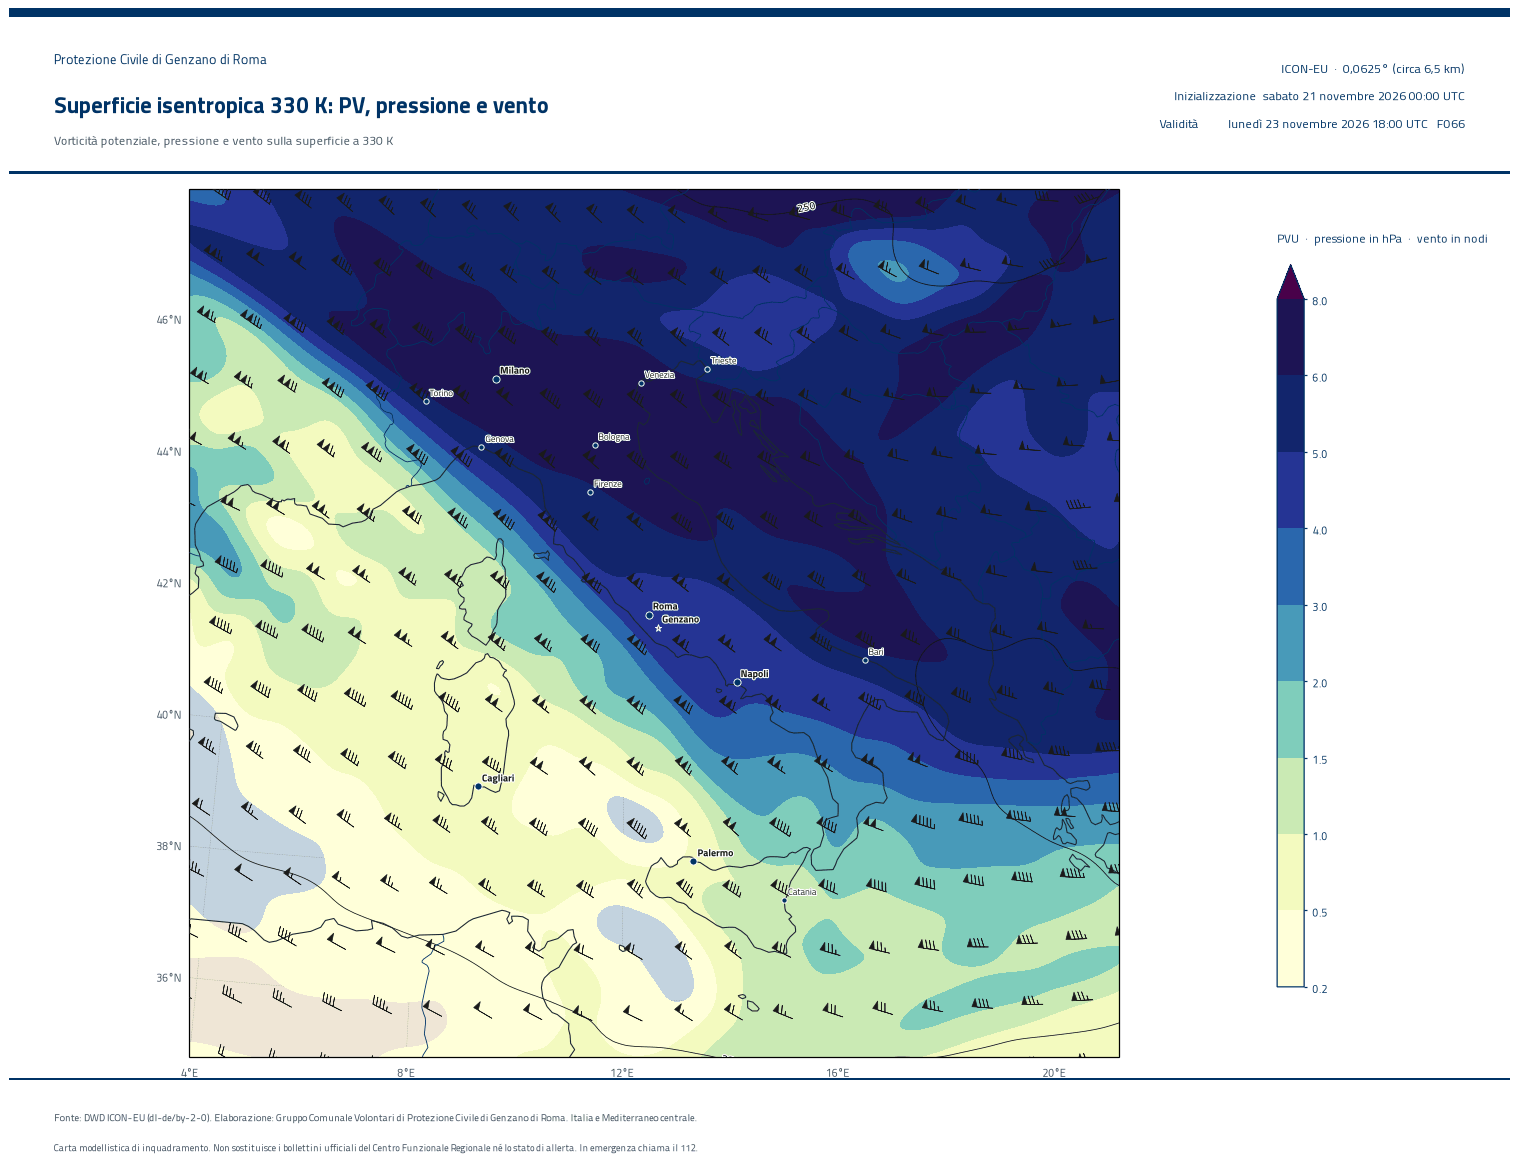 Protezione Civile di Genzano di Roma
Superficie isentropica 330 K: PV, pressione e vento
Vorticità potenziale, pressione e vento sulla superficie a 330 K
ICON-EU · 0,0625° (circa 6,5 km)
Inizializzazione sabato 21 novembre 2026 00:00 UTC
Validità lunedì 23 novembre 2026 18:00 UTC F066
PVU · pressione in hPa · vento in nodi
8.0
6.0
5.0
4.0
3.0
2.0
1.5
1.0
0.5
0.2
250
46°N
44°N
42°N
40°N
38°N
36°N
Trieste
Milano
Venezia
Torino
Genova
Bologna
Firenze
Roma
Genzano
Bari
Napoli
Cagliari
Palermo
Catania
4°E
8°E
12°E
16°E
20°E
Fonte: DWD ICON-EU (dl-de/by-2-0). Elaborazione: Gruppo Comunale Volontari di Protezione Civile di Genzano di Roma. Italia e Mediterraneo centrale.
Carta modellistica di inquadramento. Non sostituisce i bollettini ufficiali del Centro Funzionale Regionale né lo stato di allerta. In emergenza chiama il 112.